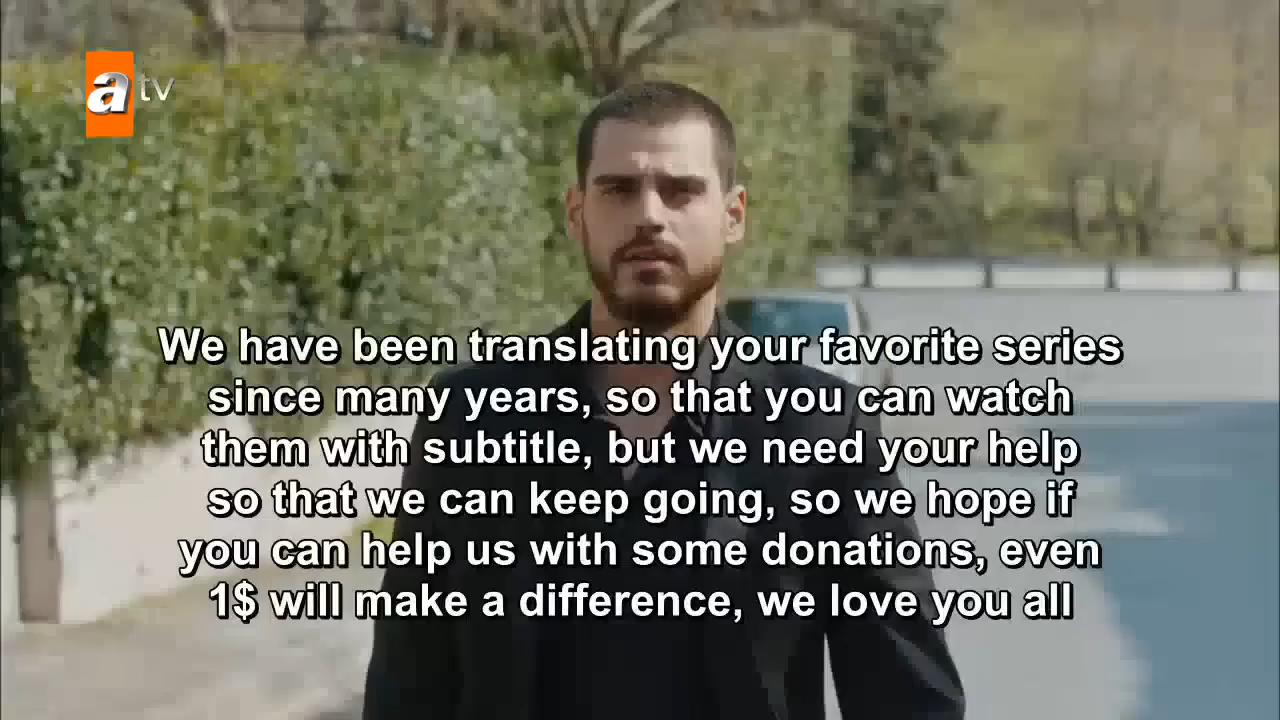 atv
We have been translating your favorite series
since many years, so that you can watch
them with subtitle, but we need your help
so that we can keep going, so we hope if
you can help us with some donations, even
1$ will make a difference, we love you all